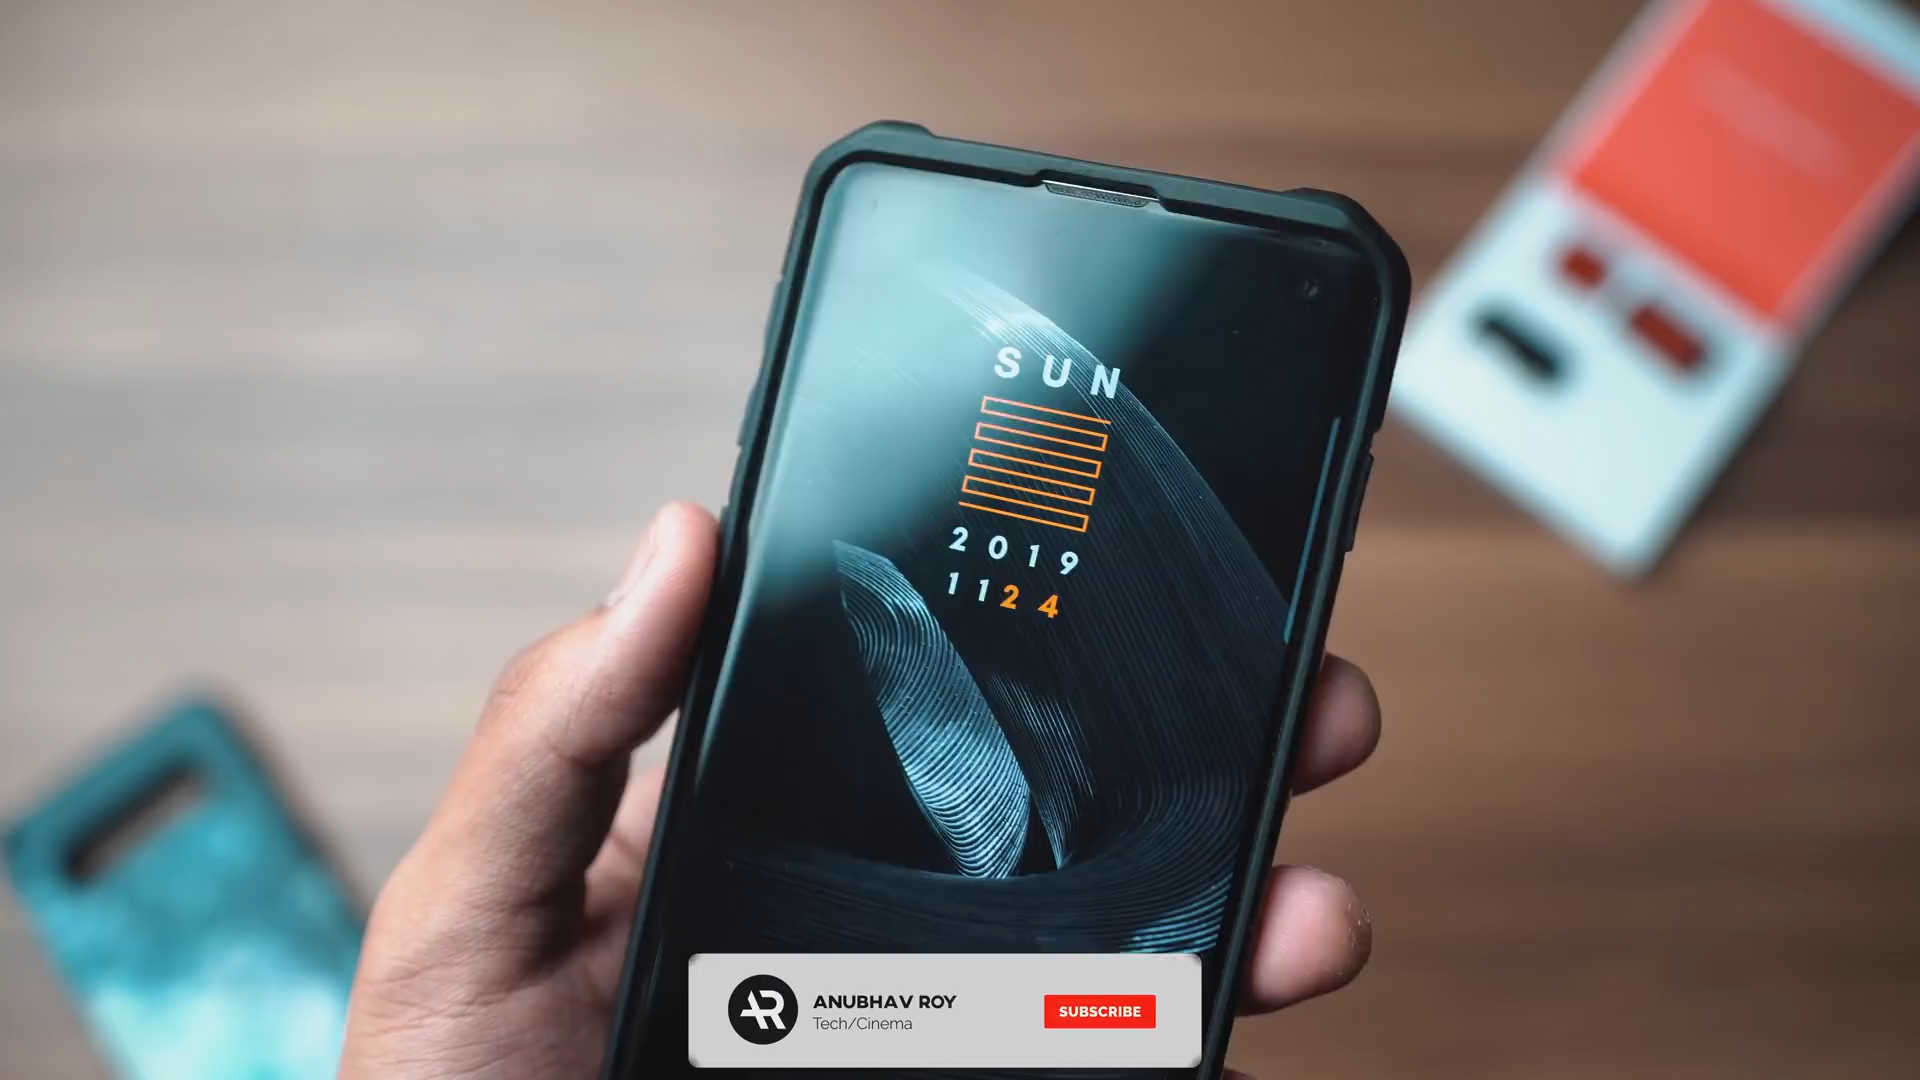 SUN
2019
1124
ANUBHAV ROY
Tech/Cinema
SUBSCRIBE